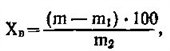 Xв = (m — m₁) · 100 / m₂,